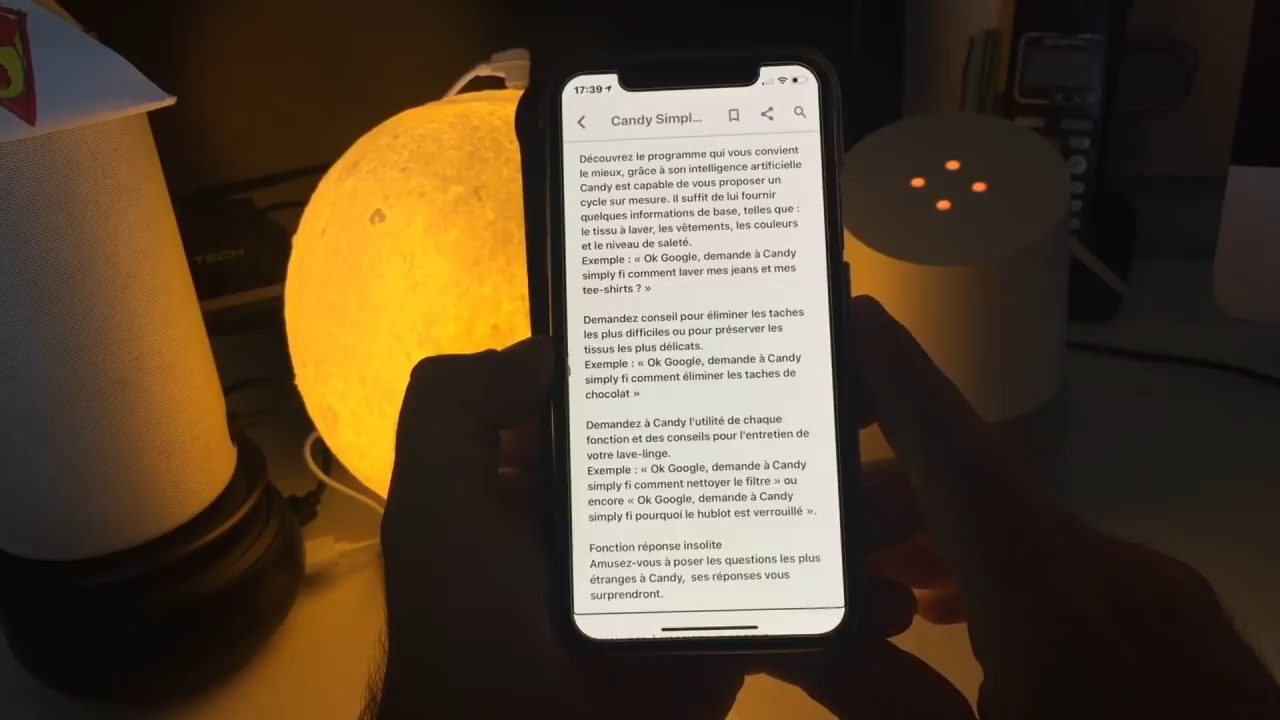 17:39
Candy Simpl...
Découvrez le programme qui vous convient
le mieux, grâce à son intelligence artificielle
Candy est capable de vous proposer un
cycle sur mesure. Il suffit de lui fournir
quelques informations de base, telles que :
le tissu à laver, les vêtements, les couleurs
et le niveau de saleté.
Exemple : « Ok Google, demande à Candy
simply fi comment laver mes jeans et mes
tee-shirts ? »
Demandez conseil pour éliminer les taches
les plus difficiles ou pour préserver les
tissus les plus délicats.
Exemple : « Ok Google, demande à Candy
simply fi comment éliminer les taches de
chocolat »
Demandez à Candy l'utilité de chaque
fonction et des conseils pour l'entretien de
votre lave-linge.
Exemple : « Ok Google, demande à Candy
simply fi comment nettoyer le filtre » ou
encore « Ok Google, demande à Candy
simply fi pourquoi le hublot est verrouillé ».
Fonction réponse insolite
Amusez-vous à poser les questions les plus
étranges à Candy,  ses réponses vous
surprendront.
TECH